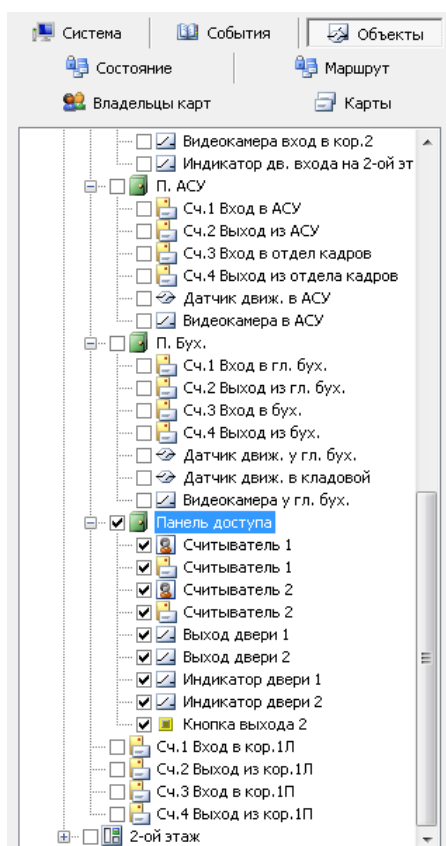 Система События Объекты
Состояние Маршрут
Владельцы карт Карты
Видеокамера вход в кор.2
Индикатор дв. входа на 2-ой эт
П. АСУ
Сч.1 Вход в АСУ
Сч.2 Выход из АСУ
Сч.3 Вход в отдел кадров
Сч.4 Выход из отдела кадров
Датчик движ. в АСУ
Видеокамера в АСУ
П. Бух.
Сч.1 Вход в гл. бух.
Сч.2 Выход из гл. бух.
Сч.3 Вход в бух.
Сч.4 Выход из бух.
Датчик движ. у гл. бух.
Датчик движ. в кладовой
Видеокамера у гл. бух.
Панель доступа
Считыватель 1
Считыватель 1
Считыватель 2
Считыватель 2
Выход двери 1
Выход двери 2
Индикатор двери 1
Индикатор двери 2
Кнопка выхода 2
Сч.1 Вход в кор.1Л
Сч.2 Выход из кор.1Л
Сч.3 Вход в кор.1П
Сч.4 Выход из кор.1П
2-ой этаж